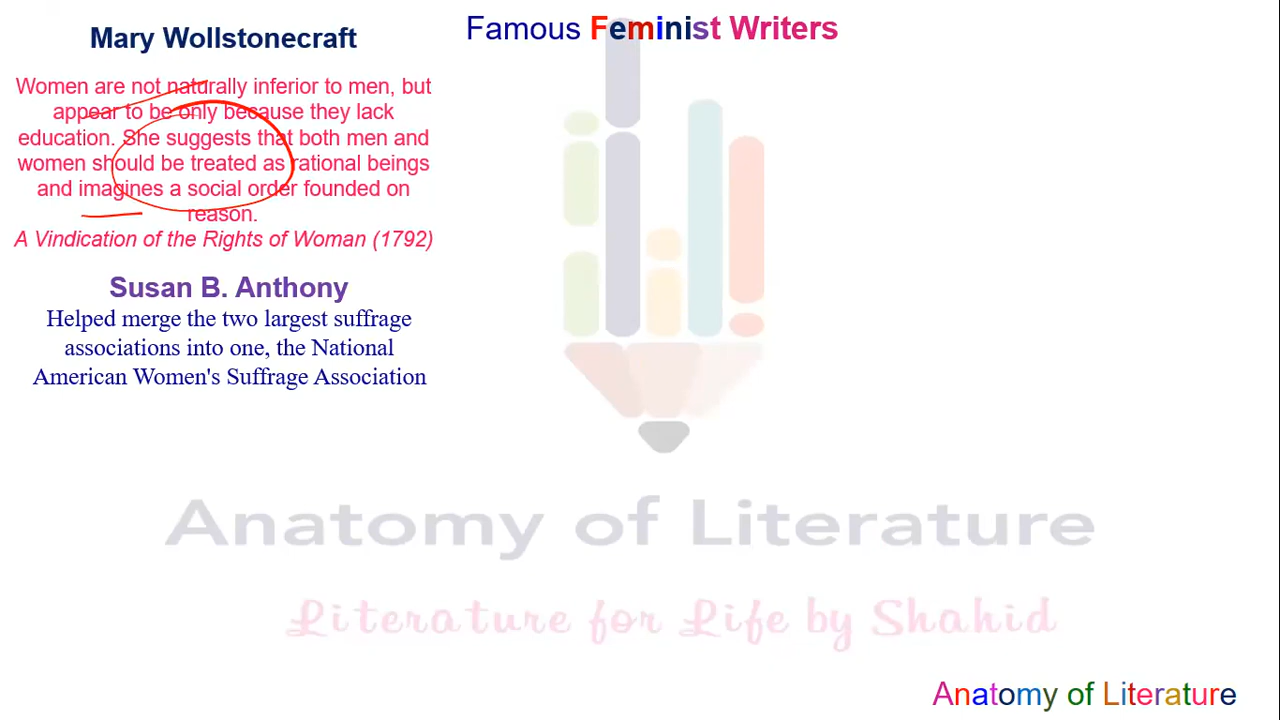 Famous Feminist Writers
Mary Wollstonecraft
Women are not naturally inferior to men, but
appear to be only because they lack
education. She suggests that both men and
women should be treated as rational beings
and imagines a social order founded on
reason.
A Vindication of the Rights of Woman (1792)
Susan B. Anthony
Helped merge the two largest suffrage
associations into one, the National
American Women's Suffrage Association
Anatomy of Literature
Literature for Life by Shahid
Anatomy of Literature